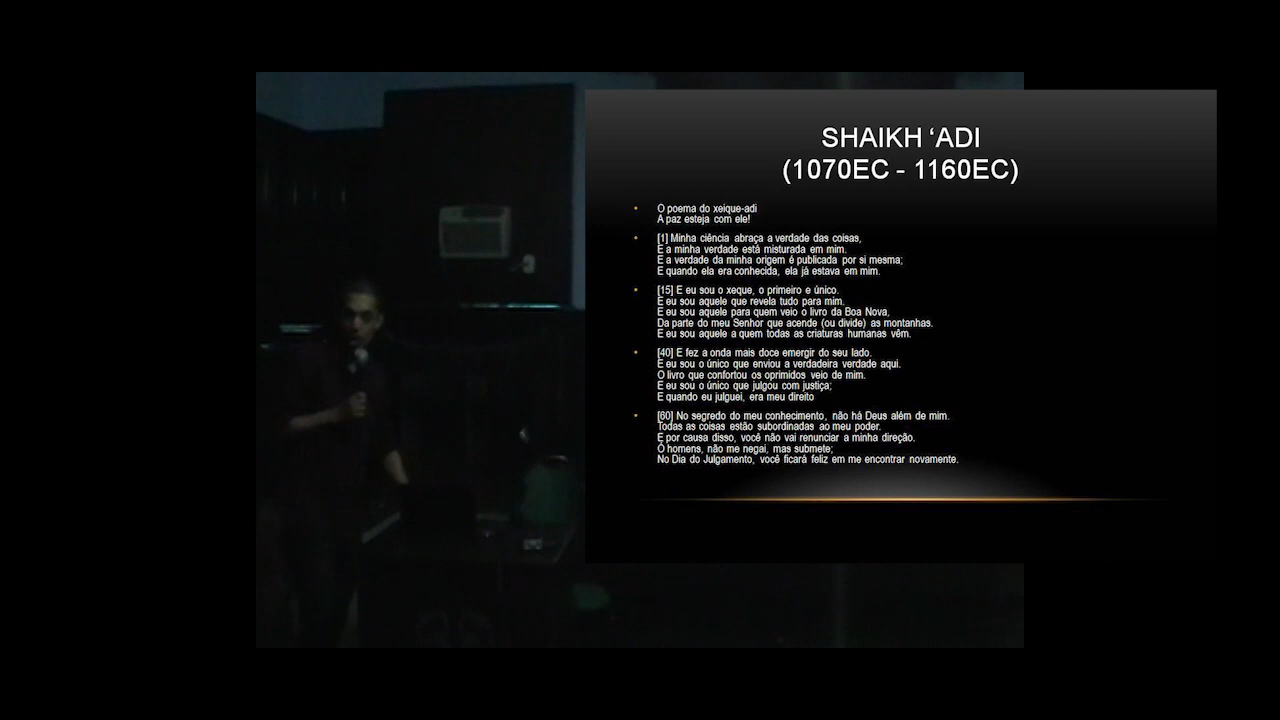 SHAIKH ‘ADI
(1070EC - 1160EC)
• O poema do xeique-adi
A paz esteja com ele!
• [1] Minha ciência abraça a verdade das coisas,
E a minha verdade está misturada em mim.
E a verdade da minha origem é publicada por si mesma;
E quando ela era conhecida, ela já estava em mim.
• [15] E eu sou o xeque, o primeiro e único.
E eu sou aquele que revela tudo para mim.
E eu sou aquele para quem veio o livro da Boa Nova,
Da parte do meu Senhor que acende (ou divide) as montanhas.
E eu sou aquele a quem todas as criaturas humanas vêm.
• [40] E fez a onda mais doce emergir do seu lado.
E eu sou o único que enviou a verdadeira verdade aqui.
O livro que confortou os oprimidos veio de mim.
E eu sou o único que julgou com justiça;
E quando eu julguei, era meu direito
• [60] No segredo do meu conhecimento, não há Deus além de mim.
Todas as coisas estão subordinadas ao meu poder.
E por causa disso, você não vai renunciar a minha direção.
Ó homens, não me negai, mas submete;
No Dia do Julgamento, você ficará feliz em me encontrar novamente.